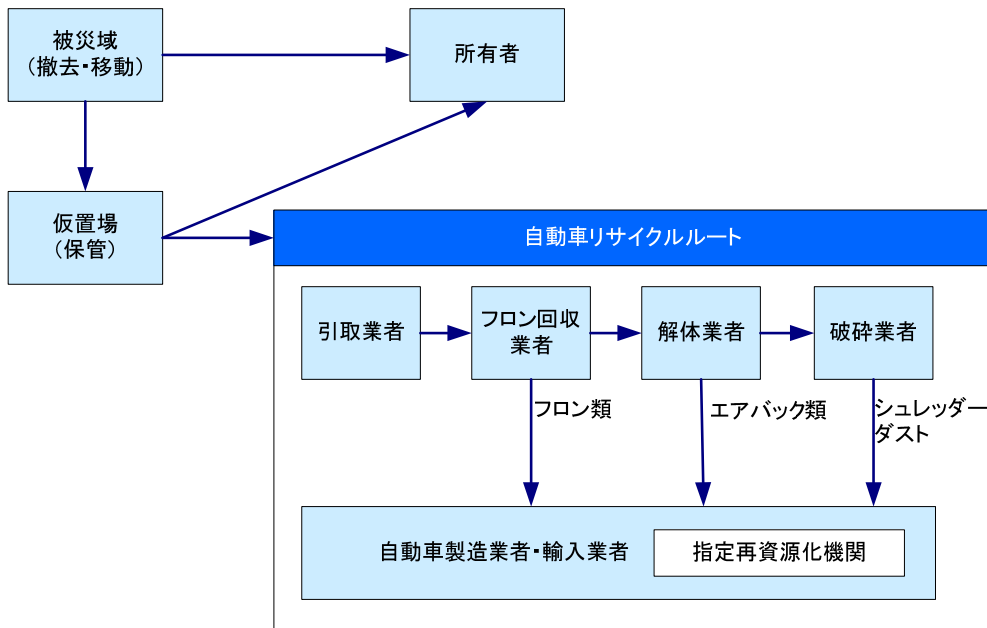 被災域
（撤去・移動）
所有者
仮置場
（保管）
自動車リサイクルルート
引取業者
フロン回収
業者
解体業者
破砕業者
フロン類
エアバック類
シュレッダー
ダスト
自動車製造業者・輸入業者
指定再資源化機関